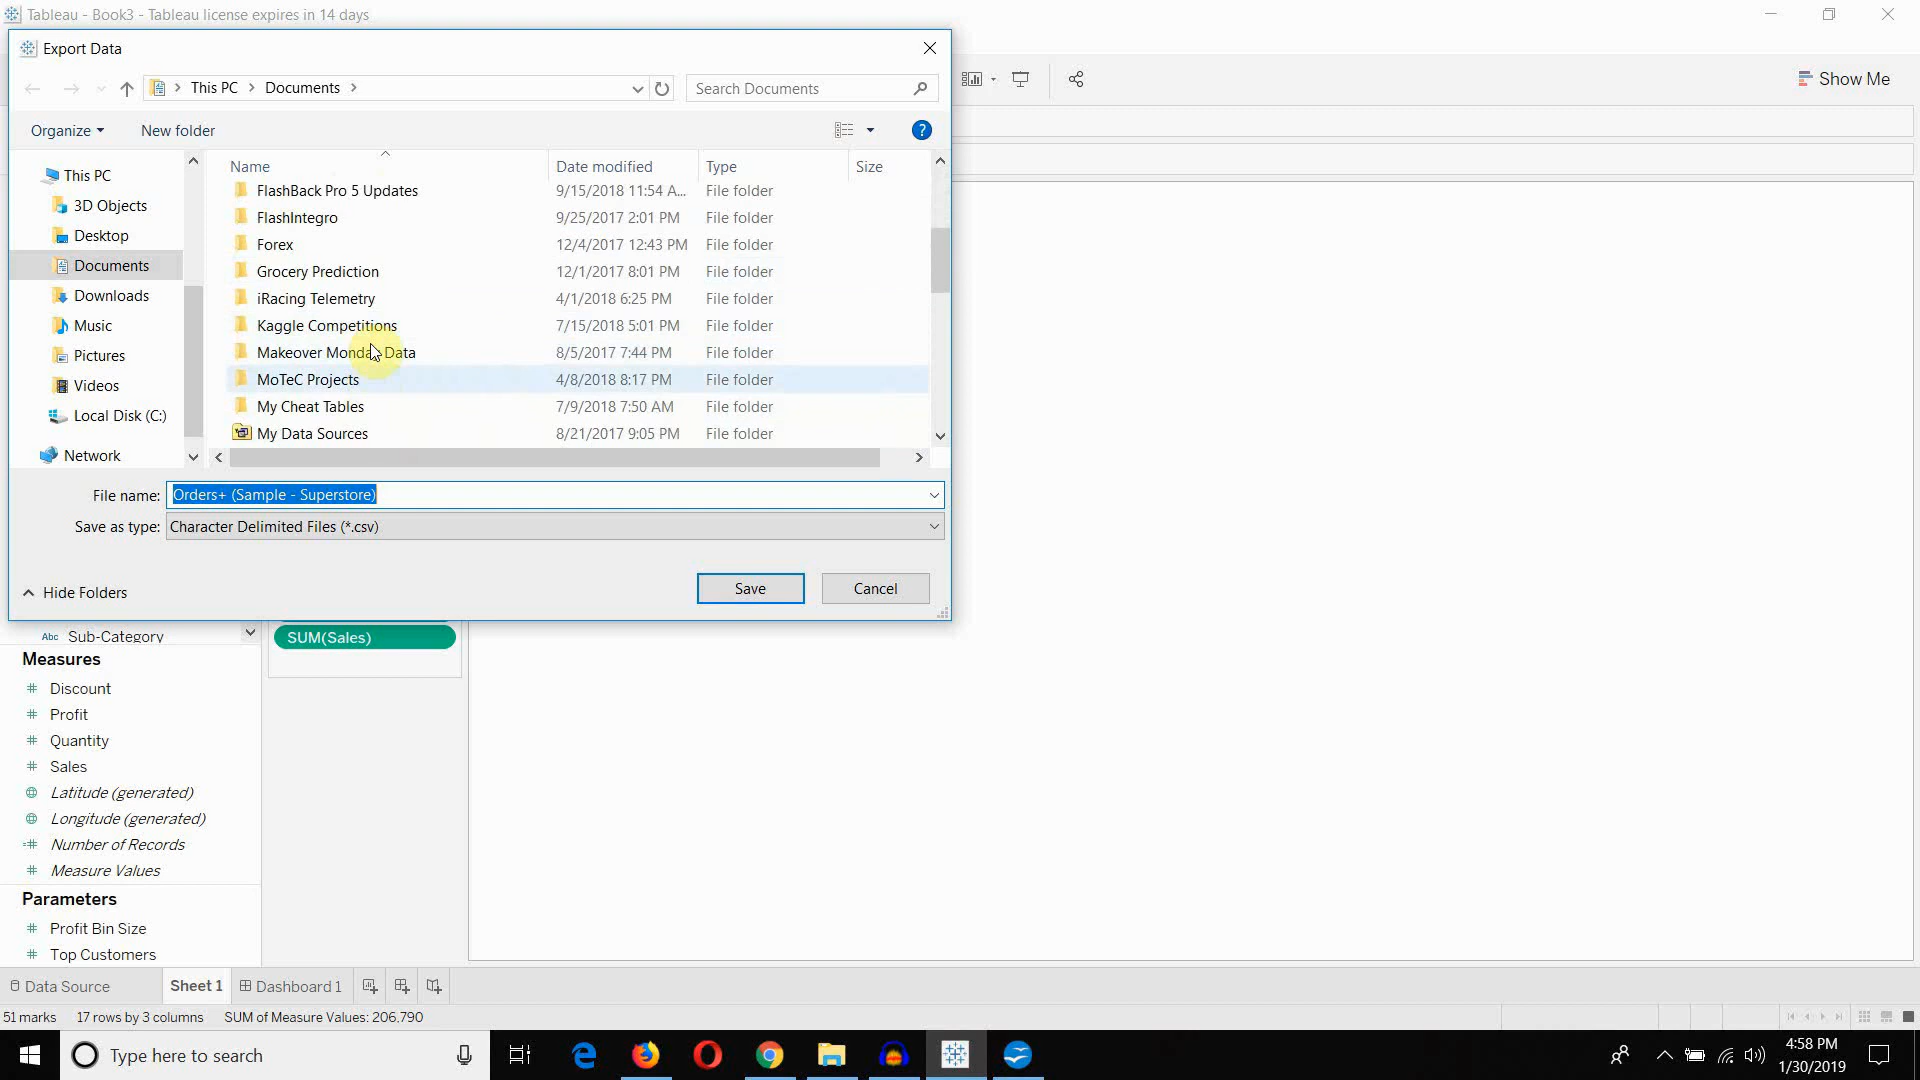 Tableau - Book3 - Tableau license expires in 14 days
Export Data
This PC > Documents >
Search Documents
Show Me
Organize
New folder
?
Name
Date modified
Type
Size
This PC
3D Objects
Desktop
Documents
Downloads
Music
Pictures
Videos
Local Disk (C:)
Network
FlashBack Pro 5 Updates 9/15/2018 11:54 A... File folder
FlashIntegro 9/25/2017 2:01 PM File folder
Forex 12/4/2017 12:43 PM File folder
Grocery Prediction 12/1/2017 8:01 PM File folder
iRacing Telemetry 4/1/2018 6:25 PM File folder
Kaggle Competitions 7/15/2018 5:01 PM File folder
Makeover Monday Data 8/5/2017 7:44 PM File folder
MoTeC Projects 4/8/2018 8:17 PM File folder
My Cheat Tables 7/9/2018 7:50 AM File folder
My Data Sources 8/21/2017 9:05 PM File folder
File name: Orders+ (Sample - Superstore)
Save as type: Character Delimited Files (*.csv)
Hide Folders
Save
Cancel
Abc Sub-Category
SUM(Sales)
Measures
# Discount
# Profit
# Quantity
# Sales
Latitude (generated)
Longitude (generated)
=# Number of Records
# Measure Values
Parameters
# Profit Bin Size
# Top Customers
Data Source
Sheet 1
Dashboard 1
51 marks
17 rows by 3 columns
SUM of Measure Values: 206,790
Type here to search
4:58 PM
1/30/2019